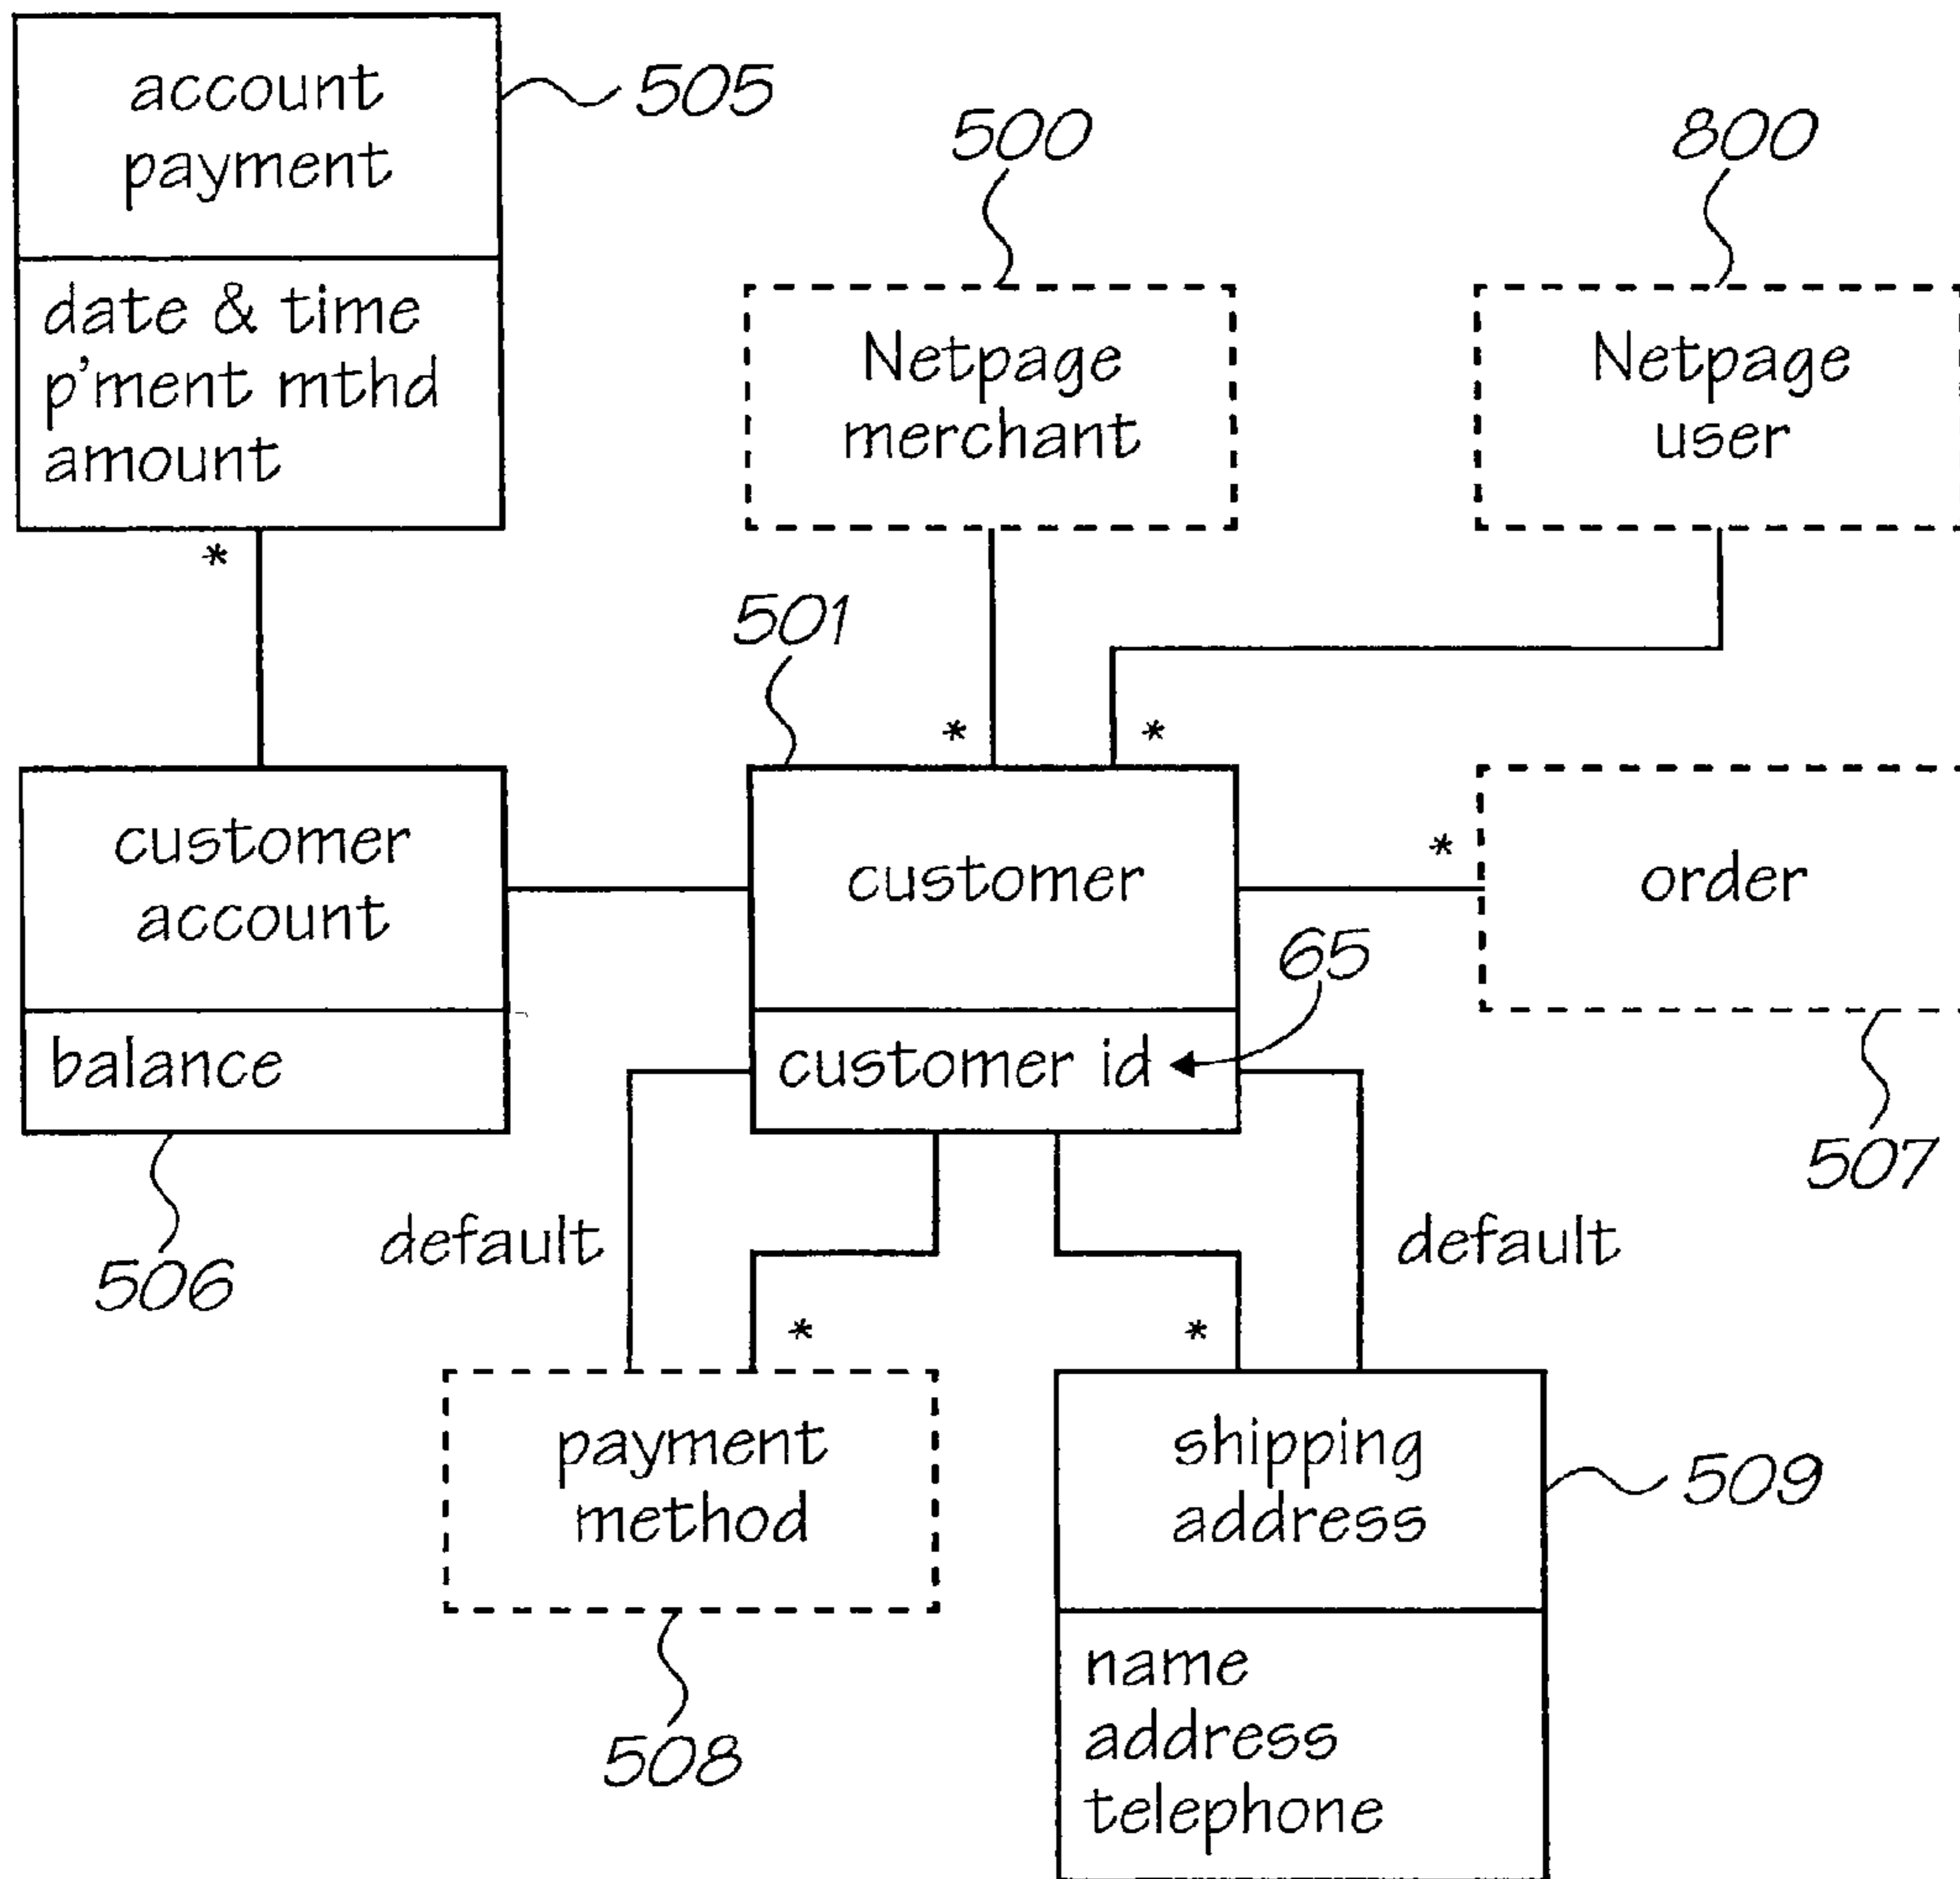 account
payment
505
date & time
p'ment mthd
amount
*
500
Netpage
merchant
800
Netpage
user
501
*
*
customer
account
balance
506
customer
65
customer id
*
order
507
default
*
payment
method
508
default
*
shipping
address
509
name
address
telephone